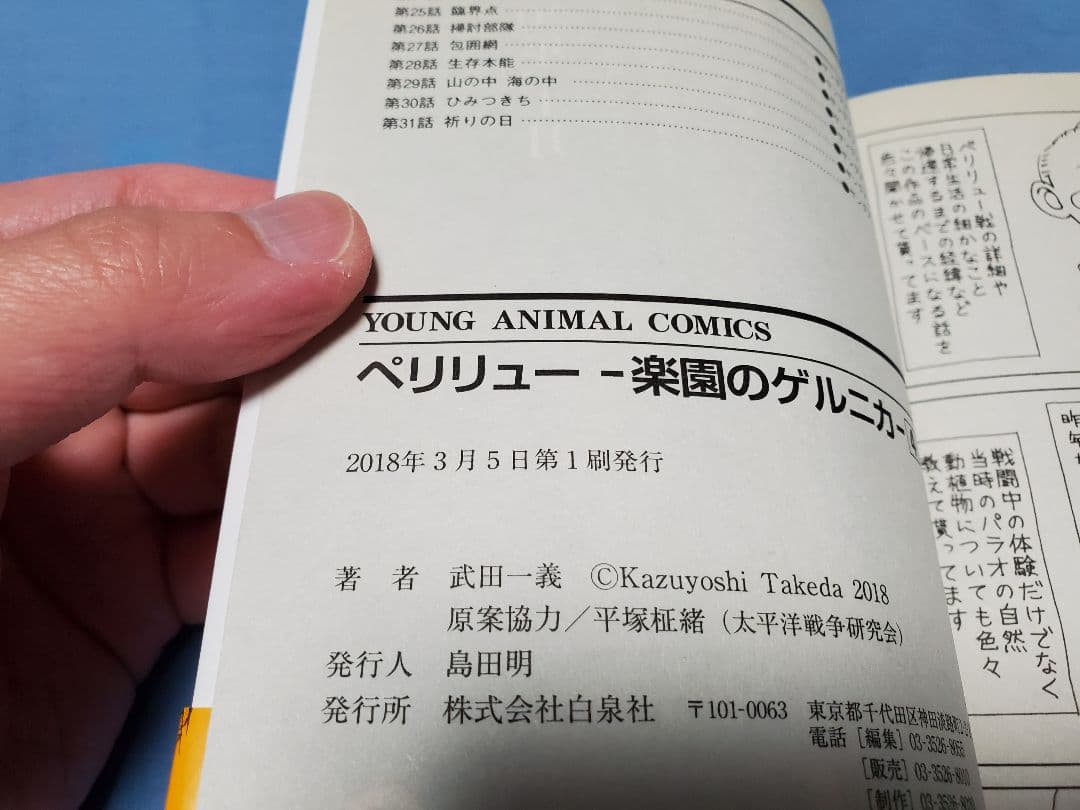 第25話 臨界点
第26話 掃討部隊
第27話 包囲網
第28話 生存本能
第29話 山の中 海の中
第30話 ひみつきち
第31話 祈りの日
YOUNG ANIMAL COMICS
ペリリュー －楽園のゲルニカ－
2018年3月5日第1刷発行
著 者 武田一義 ©Kazuyoshi Takeda 2018
原案協力／平塚柾緒（太平洋戦争研究会）
発行人 島田明
発行所 株式会社白泉社 〒101-0063 東京都千代田区神田淡路町
電話［編集］03-3526-8055
［販売］03-3526-8010
［制作］03-3526-
ペリリュー戦の詳細や
日常生活の細かなこと
帰還するまでの経緯など
この作品のベースになる話を
色々聞かせて貰ってます
昨年
戦闘中の体験だけでなく
当時のパラオの自然
動植物についても色々
教えて貰ってます